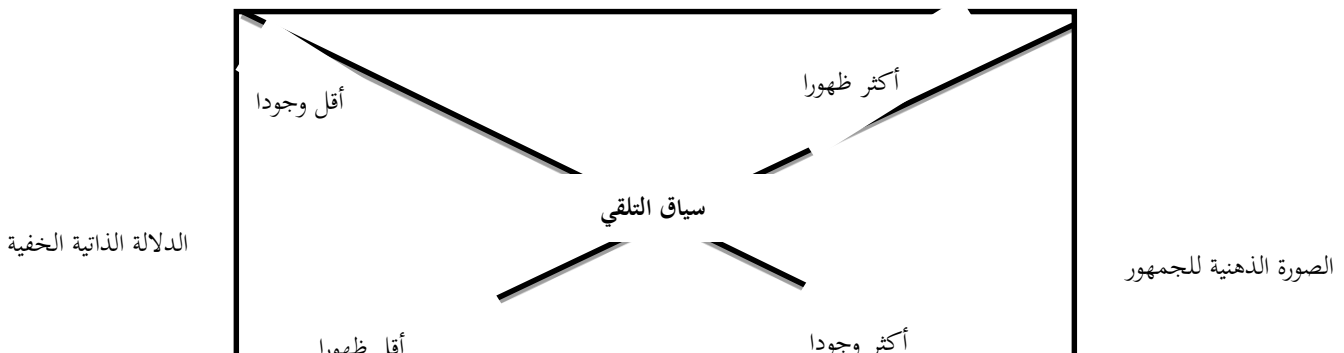 أكثر ظهورا
أقل وجودا
سياق التلقي
الدلالة الذاتية الخفية
الصورة الذهنية للجمهور
أكثر وجودا
أقل ظهورا